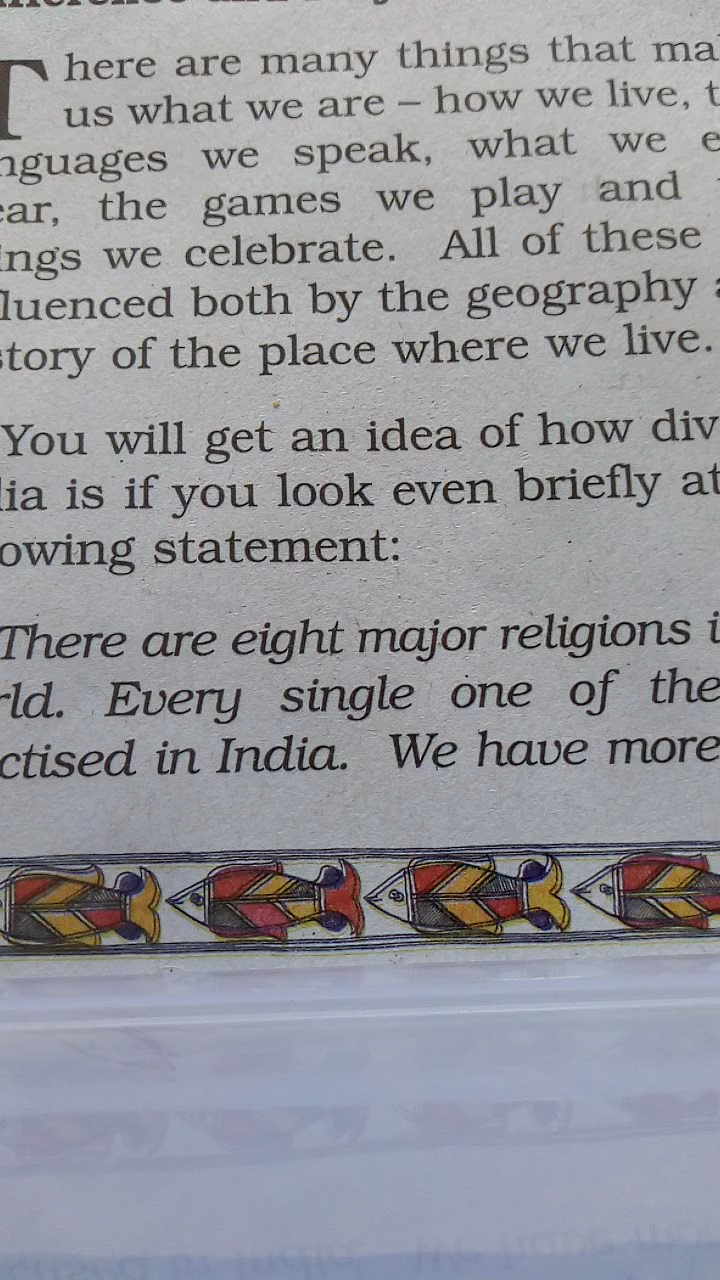 There are many things that ma
us what we are – how we live, t
nguages we speak, what we e
ear, the games we play and
ings we celebrate. All of these
luenced both by the geography a
story of the place where we live.
You will get an idea of how div
dia is if you look even briefly at
owing statement:
There are eight major religions i
rld. Every single one of the
ctised in India. We have more